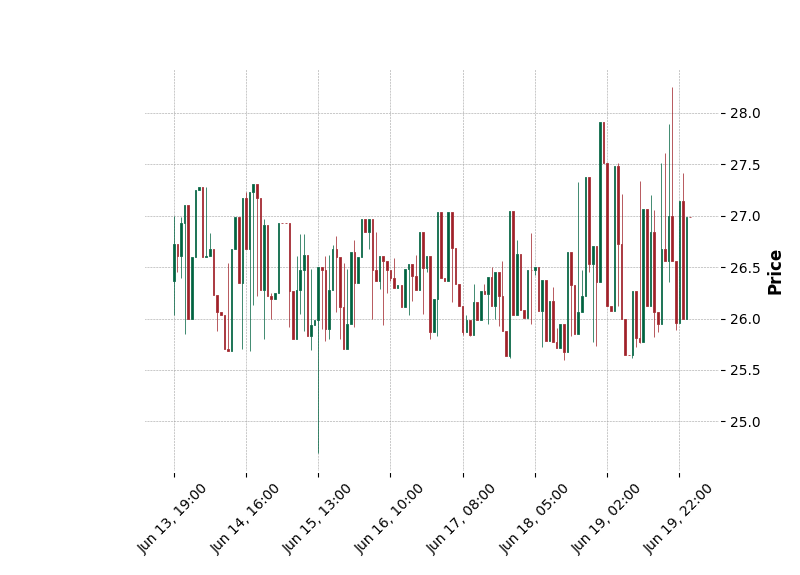 28.0
27.5
27.0
26.5
26.0
25.5
25.0
Price
Jun 13, 19:00
Jun 14, 16:00
Jun 15, 13:00
Jun 16, 10:00
Jun 17, 08:00
Jun 18, 05:00
Jun 19, 02:00
Jun 19, 22:00